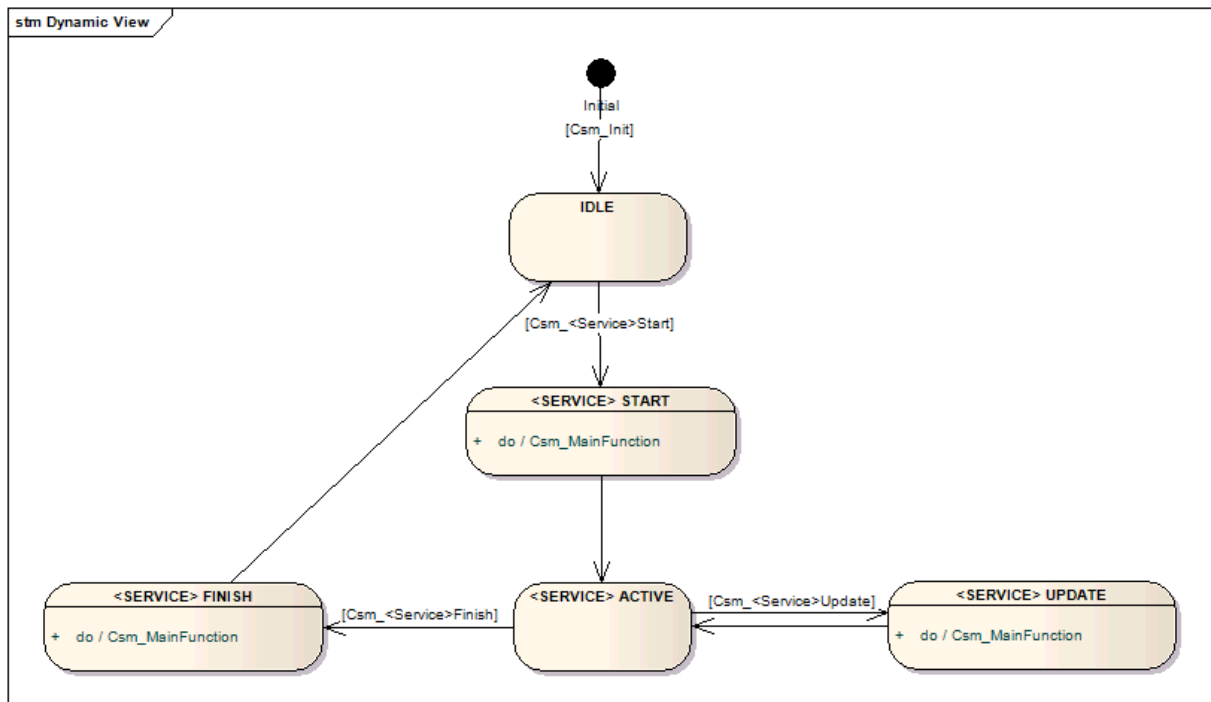 stm Dynamic View
Initial
[Csm_Init]
IDLE
[Csm_<Service>Start]
<SERVICE> START
+ do / Csm_MainFunction
<SERVICE> FINISH
+ do / Csm_MainFunction
[Csm_<Service>Finish]
<SERVICE> ACTIVE
[Csm_<Service>Update]
<SERVICE> UPDATE
+ do / Csm_MainFunction